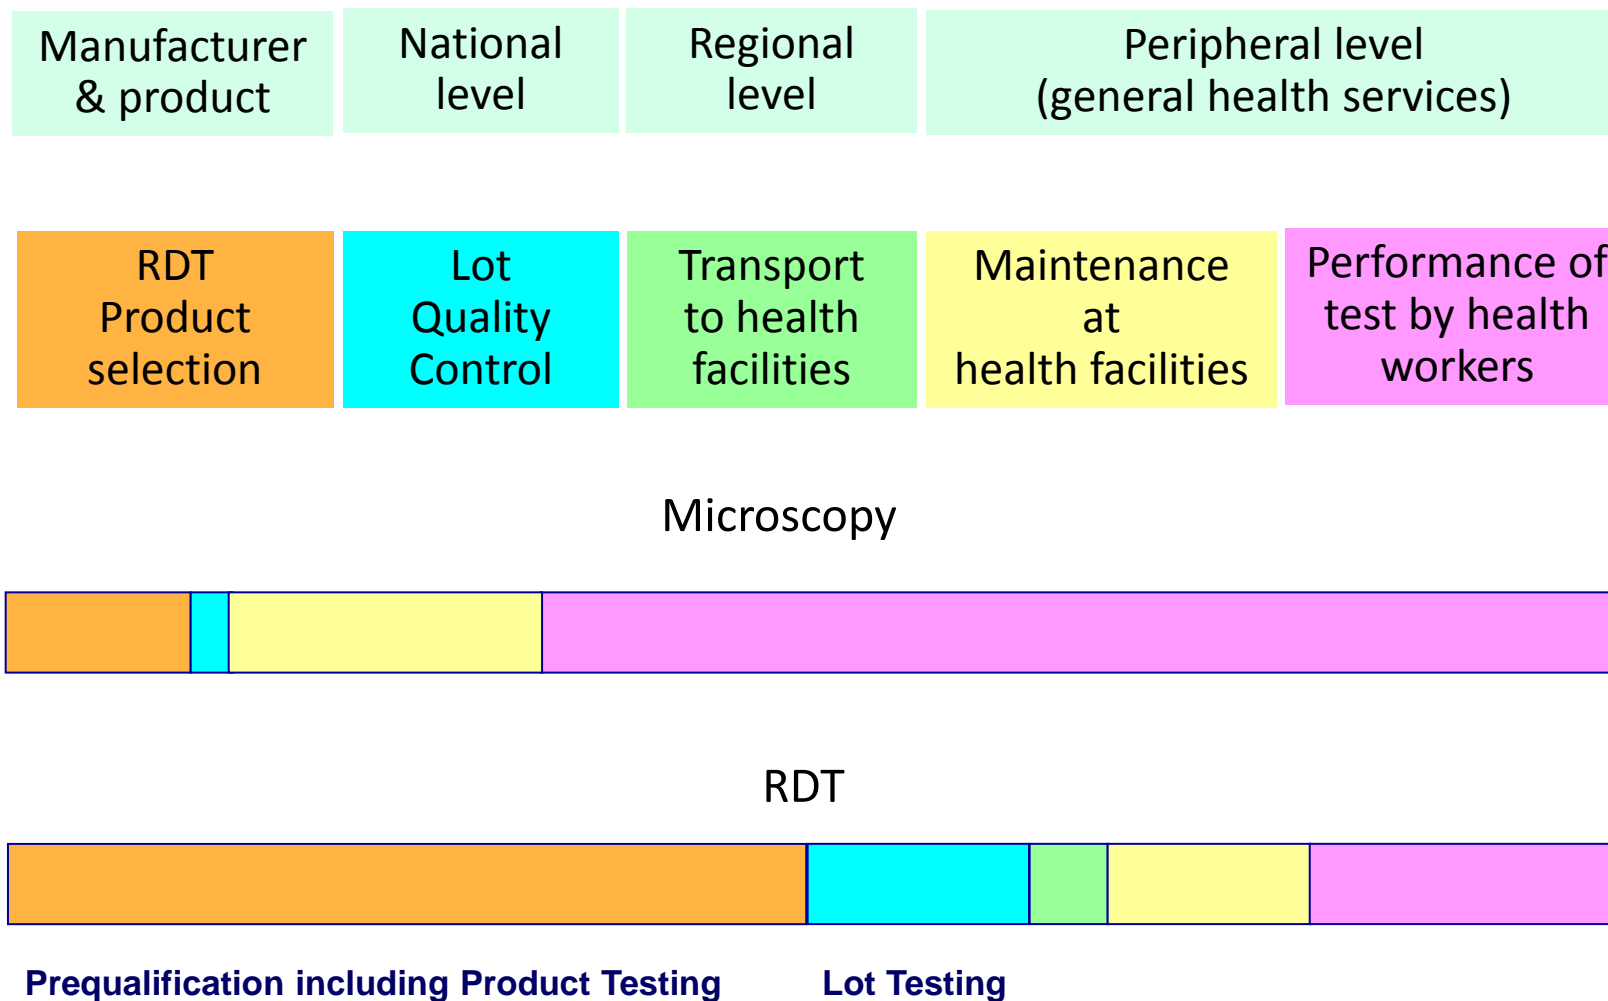 Manufacturer
& product
National
level
Regional
level
Peripheral level
(general health services)
RDT
Product
selection
Lot
Quality
Control
Transport
to health
facilities
Maintenance
at
health facilities
Performance of
test by health
workers
Microscopy
RDT
Prequalification including Product Testing
Lot Testing